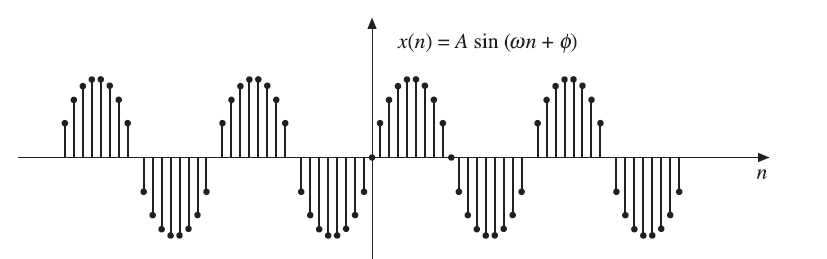 x(n) = A sin (ωn + ϕ)
n